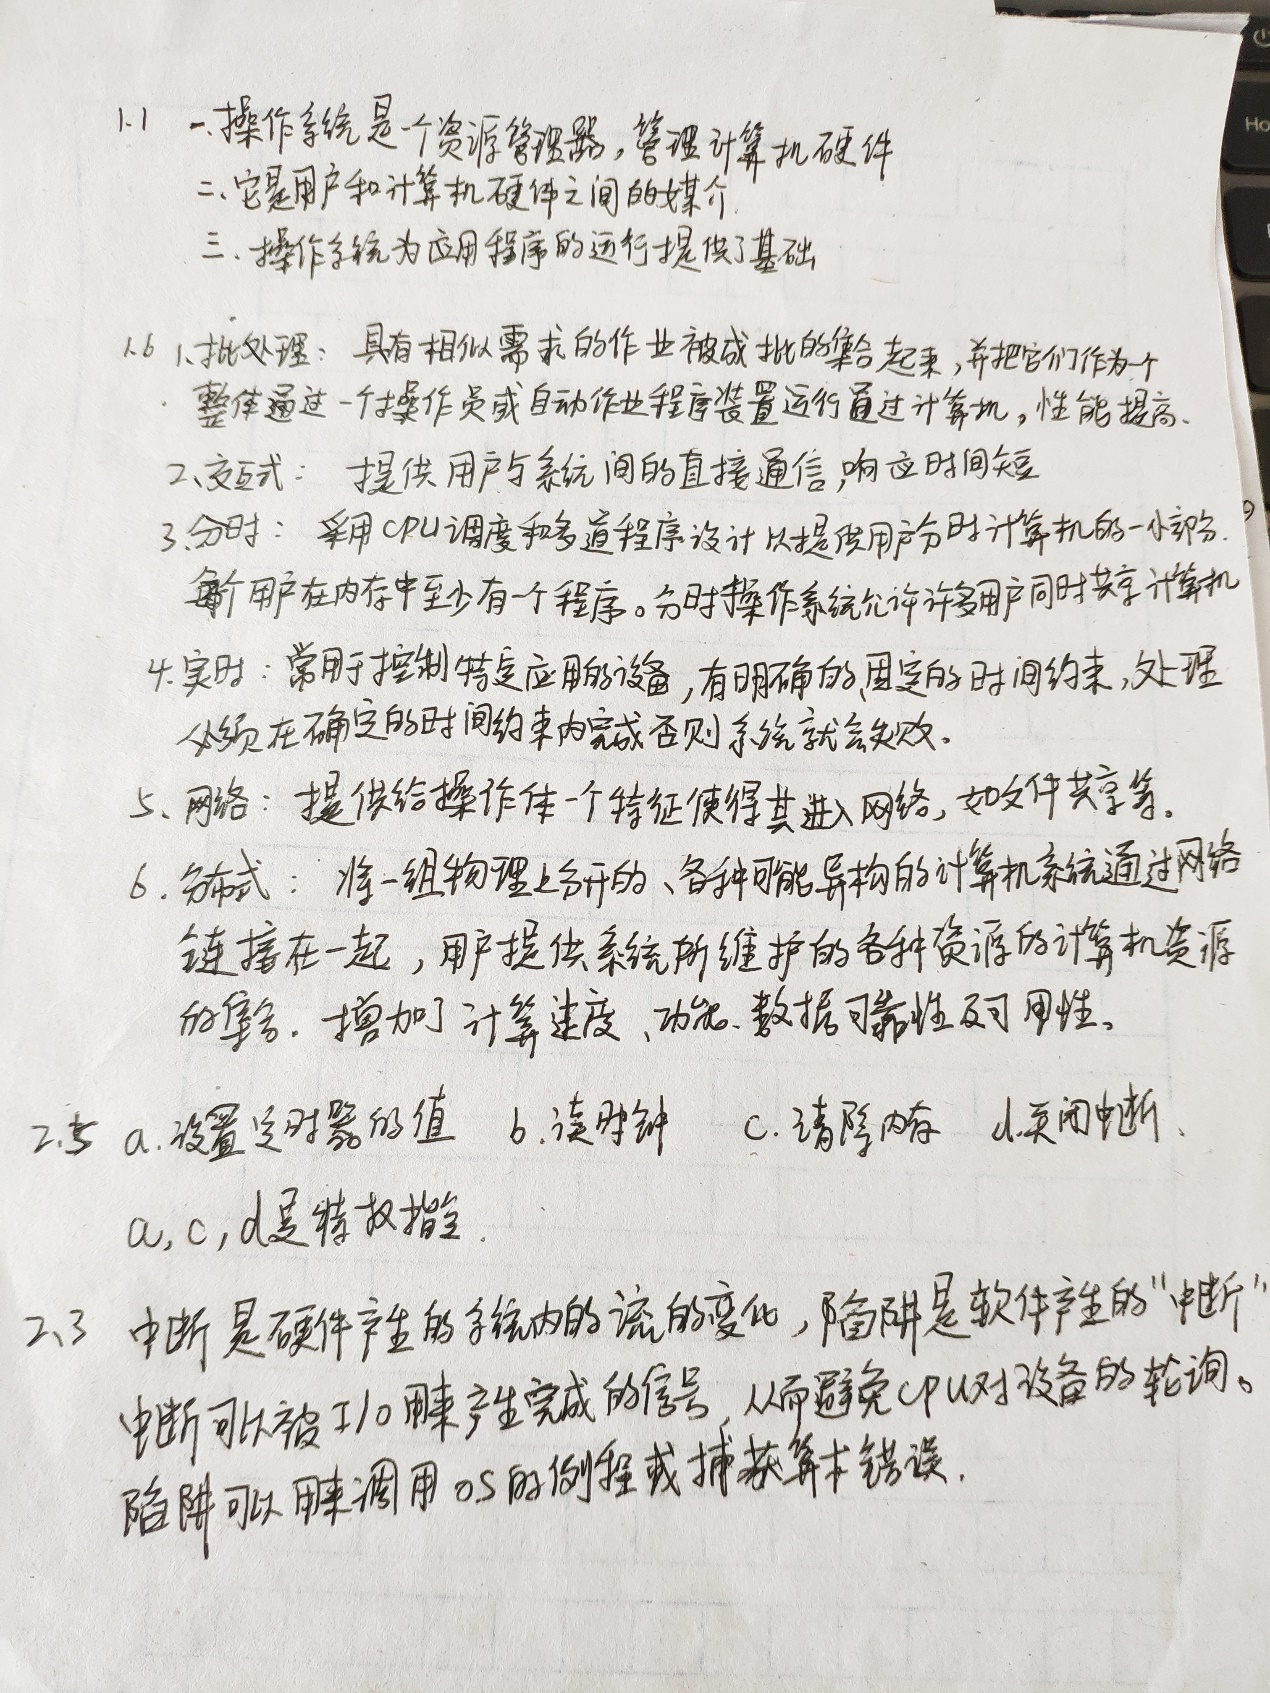 1.1 一、操作系统是一个资源管理器，管理计算机硬件
二、它是用户和计算机硬件之间的媒介.
三、操作系统为应用程序的运行提供了基础
1.6 1.批处理：具有相似需求的作业被成批的集合起来，并把它们作为一个
整体通过一个操作员或自动作业程序装置运行通过计算机。性能提高.
2.交互式：提供用户与系统间的直接通信，响应时间短
3.分时：采用CPU调度和多道程序设计以提供用户分时计算机的一小部分.
每个用户在内存中至少有一个程序。分时操作系统允许许多用户同时共享计算机
4.实时：常用于控制特定应用的设备，有明确的、固定的时间约束，处理
必须在确定的时间约束内完成否则系统就会失败。
5、网络：提供给操作体一个特征使得其进入网络，如文件共享等。
6.分布式：将一组物理上分开的、各种可能异构的计算机系统通过网络
链接在一起，用户提供系统所维护的各种资源的计算机资源
的集合.增加了计算速度、功能、数据可靠性及可用性。
2.5 a.设置定时器的值 b.读时钟 c.清除内存 d.关闭中断.
a,c,d是特权指令.
2.3 中断是硬件产生的系统内的流的变化，陷阱是软件产生的“中断”
中断可以被I/O用来产生完成的信号，从而避免CPU对设备的轮询。
陷阱可以用来调用OS的例程或捕获算术错误.
Ho